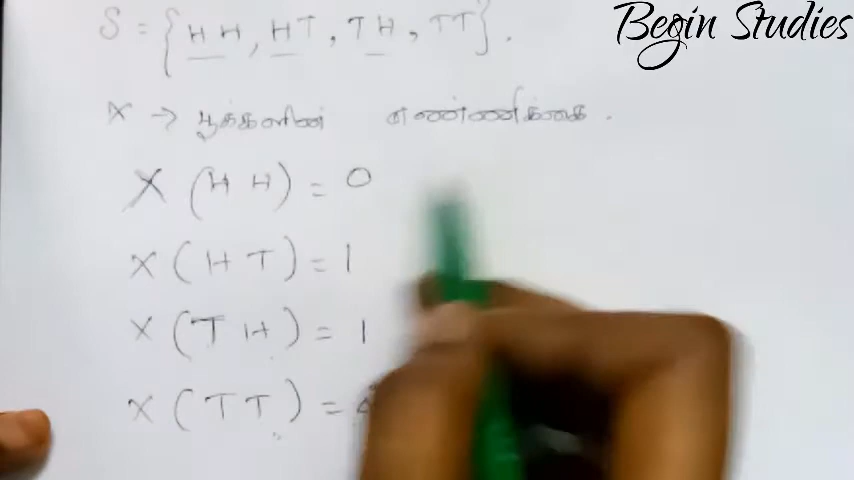 Begin Studies
S = {HH, HT, TH, TT}.
X → பூக்களின் எண்ணிக்கை.
X (HH) = 0
X (HT) = 1
X (TH) = 1
X (TT) =